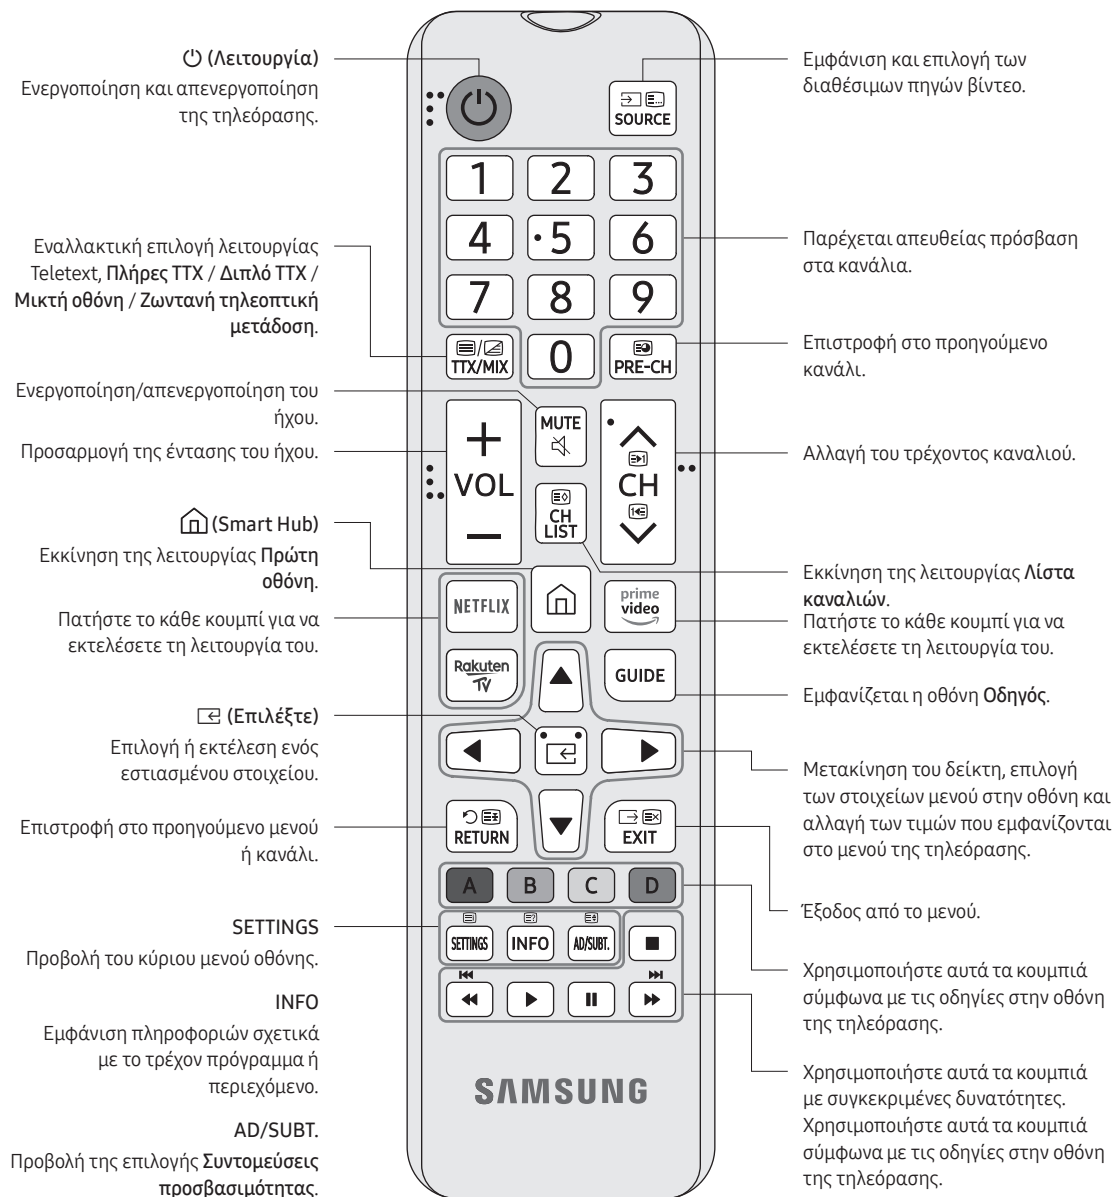 ⏻ (Λειτουργία)
Ενεργοποίηση και απενεργοποίηση
της τηλεόρασης.
Εναλλακτική επιλογή λειτουργίας
Teletext, Πλήρες TTX / Διπλό TTX /
Μικτή οθόνη / Ζωντανή τηλεοπτική
μετάδοση.
Ενεργοποίηση/απενεργοποίηση του
ήχου.
Προσαρμογή της έντασης του ήχου.
(Smart Hub)
Εκκίνηση της λειτουργίας Πρώτη
οθόνη.
Πατήστε το κάθε κουμπί για να
εκτελέσετε τη λειτουργία του.
(Επιλέξτε)
Επιλογή ή εκτέλεση ενός
εστιασμένου στοιχείου.
Επιστροφή στο προηγούμενο μενού
ή κανάλι.
SETTINGS
Προβολή του κύριου μενού οθόνης.
INFO
Εμφάνιση πληροφοριών σχετικά
με το τρέχον πρόγραμμα ή
περιεχόμενο.
AD/SUBT.
Προβολή της επιλογής Συντομεύσεις
προσβασιμότητας.
SOURCE
1 2 3
4 5 6
7 8 9
TTX/MIX 0 PRE-CH
MUTE
+
VOL
−
CH
CH
LIST
NETFLIX
prime
video
Rakuten
TV
GUIDE
RETURN
EXIT
A B C D
SETTINGS INFO AD/SUBT.
SAMSUNG
Εμφάνιση και επιλογή των
διαθέσιμων πηγών βίντεο.
Παρέχεται απευθείας πρόσβαση
στα κανάλια.
Επιστροφή στο προηγούμενο
κανάλι.
Αλλαγή του τρέχοντος καναλιού.
Εκκίνηση της λειτουργίας Λίστα
καναλιών.
Πατήστε το κάθε κουμπί για να
εκτελέσετε τη λειτουργία του.
Εμφανίζεται η οθόνη Οδηγός.
Μετακίνηση του δείκτη, επιλογή
των στοιχείων μενού στην οθόνη και
αλλαγή των τιμών που εμφανίζονται
στο μενού της τηλεόρασης.
Έξοδος από το μενού.
Χρησιμοποιήστε αυτά τα κουμπιά
σύμφωνα με τις οδηγίες στην οθόνη
της τηλεόρασης.
Χρησιμοποιήστε αυτά τα κουμπιά
με συγκεκριμένες δυνατότητες.
Χρησιμοποιήστε αυτά τα κουμπιά
σύμφωνα με τις οδηγίες στην οθόνη
της τηλεόρασης.